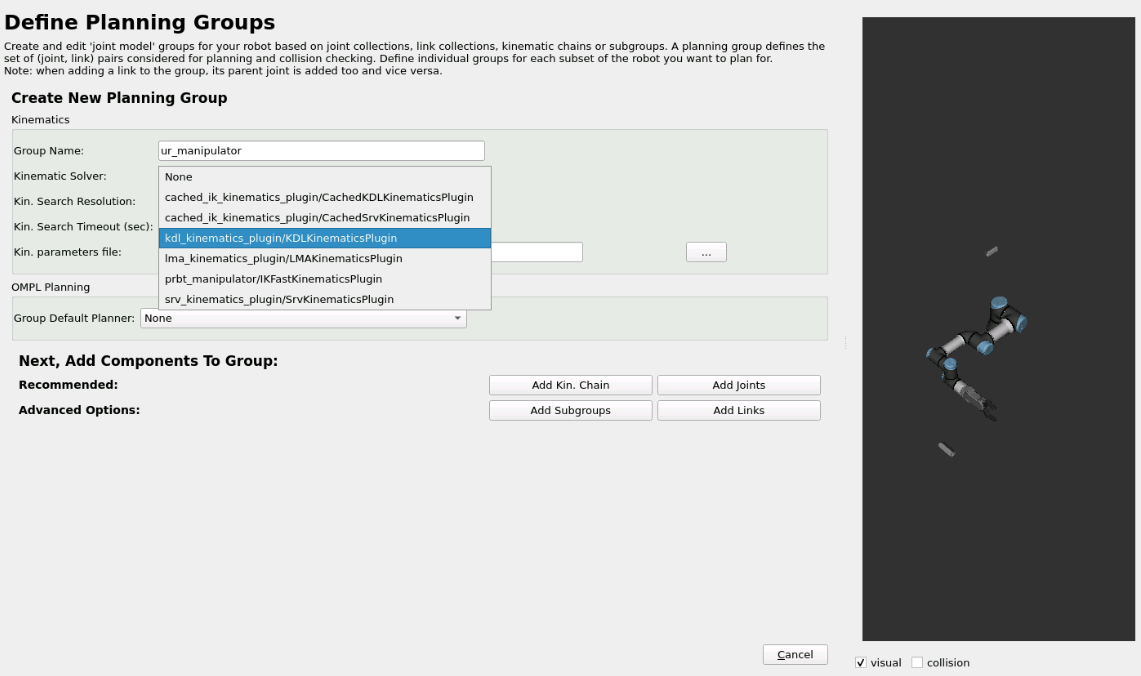 Define Planning Groups
Create and edit 'joint model' groups for your robot based on joint collections, link collections, kinematic chains or subgroups. A planning group defines the
set of (joint, link) pairs considered for planning and collision checking. Define individual groups for each subset of the robot you want to plan for.
Note: when adding a link to the group, its parent joint is added too and vice versa.
Create New Planning Group
Kinematics
Group Name: ur_manipulator
Kinematic Solver:
None
cached_ik_kinematics_plugin/CachedKDLKinematicsPlugin
Kin. Search Resolution:
cached_ik_kinematics_plugin/CachedSrvKinematicsPlugin
Kin. Search Timeout (sec):
kdl_kinematics_plugin/KDLKinematicsPlugin
Kin. parameters file:
...
lma_kinematics_plugin/LMAKinematicsPlugin
prbt_manipulator/IKFastKinematicsPlugin
OMPL Planning
srv_kinematics_plugin/SrvKinematicsPlugin
Group Default Planner: None
Next, Add Components To Group:
Recommended: Add Kin. Chain Add Joints
Advanced Options: Add Subgroups Add Links
Cancel
visual collision